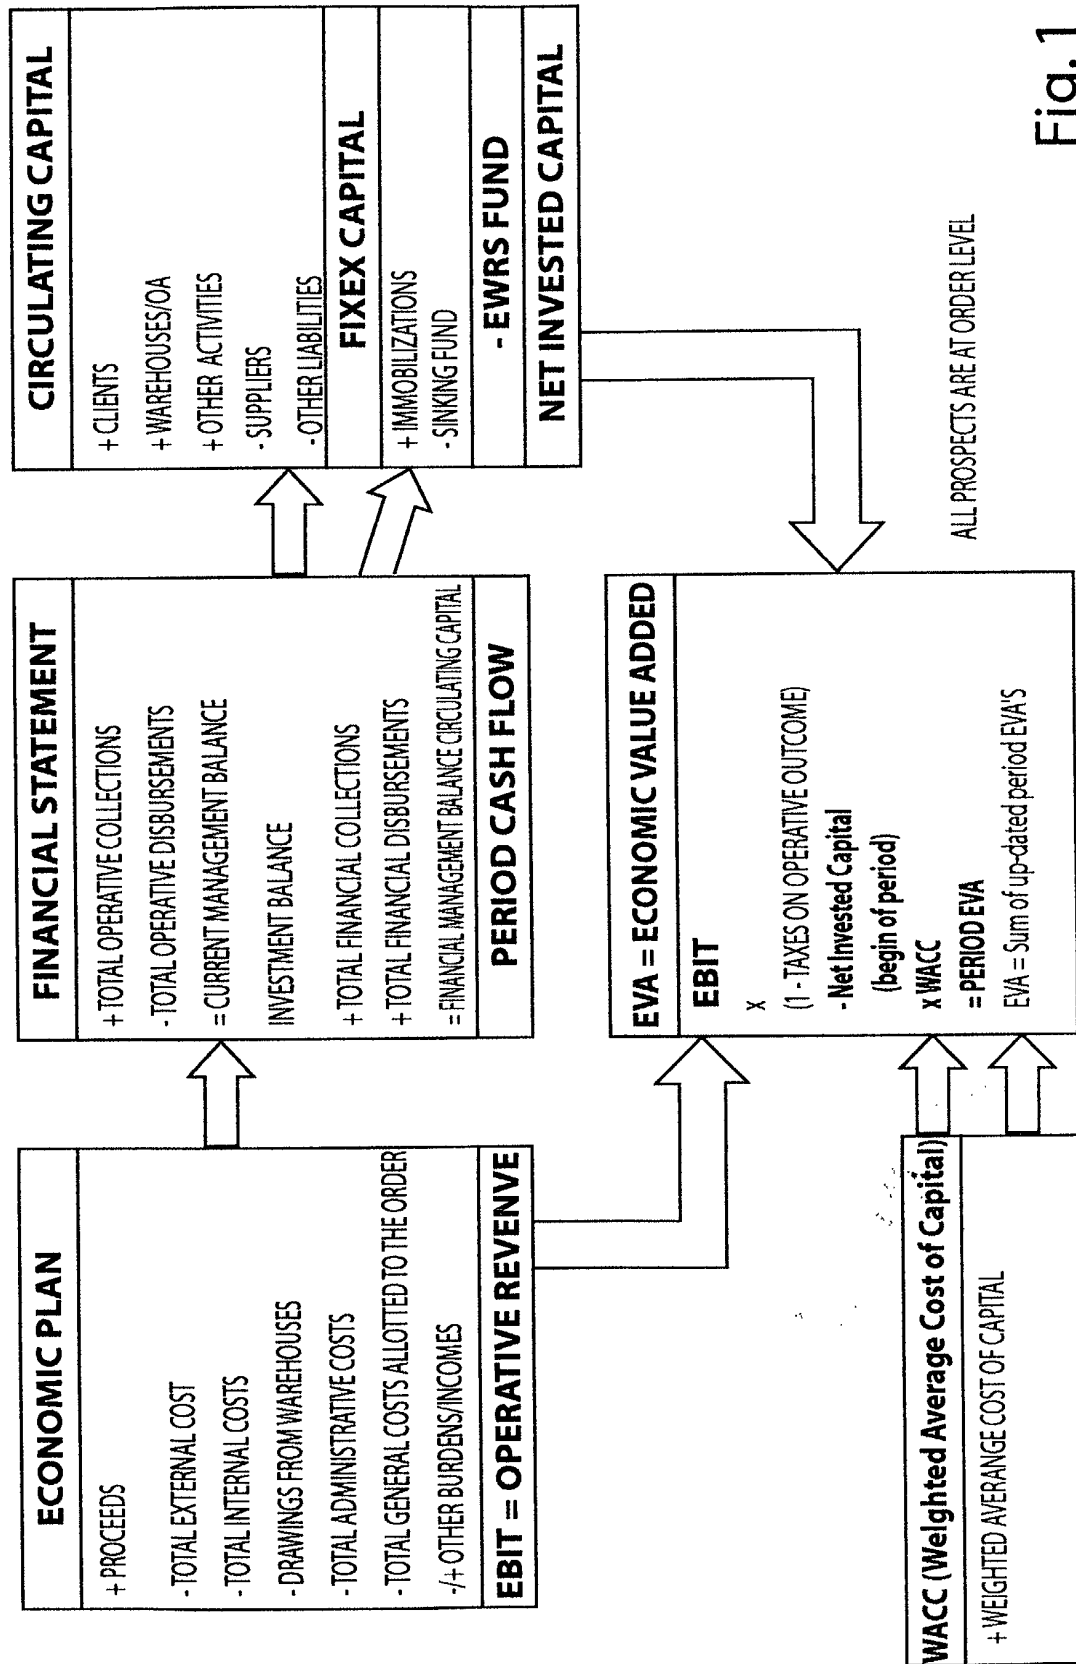 ECONOMIC PLAN
+ PROCEEDS
- TOTAL EXTERNAL COST
- TOTAL INTERNAL COSTS
- DRAWINGS FROM WAREHOUSES
- TOTAL ADMINISTRATIVE COSTS
- TOTAL GENERAL COSTS ALLOTTED TO THE ORDER
-/+ OTHER BURDENS/INCOMES
EBIT = OPERATIVE REVENVE
FINANCIAL STATEMENT
+ TOTAL OPERATIVE COLLECTIONS
- TOTAL OPERATIVE DISBURSEMENTS
= CURRENT MANAGEMENT BALANCE
INVESTMENT BALANCE
+ TOTAL FINANCIAL COLLECTIONS
+ TOTAL FINANCIAL DISBURSEMENTS
= FINANCIAL MANAGEMENT BALANCE CIRCULATING CAPITAL
PERIOD CASH FLOW
CIRCULATING CAPITAL
+ CLIENTS
+ WAREHOUSES/OA
+ OTHER ACTIVITIES
- SUPPLIERS
- OTHER LIABILITIES
FIXEX CAPITAL
+ IMMOBILIZATIONS
- SINKING FUND
- EWRS FUND
NET INVESTED CAPITAL
WACC (Welghted Average Cost of Capital)
+ WEIGHTED AVERANGE COST OF CAPITAL
EVA = ECONOMIC VALUE ADDED
EBIT
X
(1 - TAXES ON OPERATIVE OUTCOME)
- Net Invested Capital
(begin of period)
x WACC
= PERIOD EVA
EVA = Sum of up-dated period EVA'S
ALL PROSPECTS ARE AT ORDER LEVEL
Fig. 1